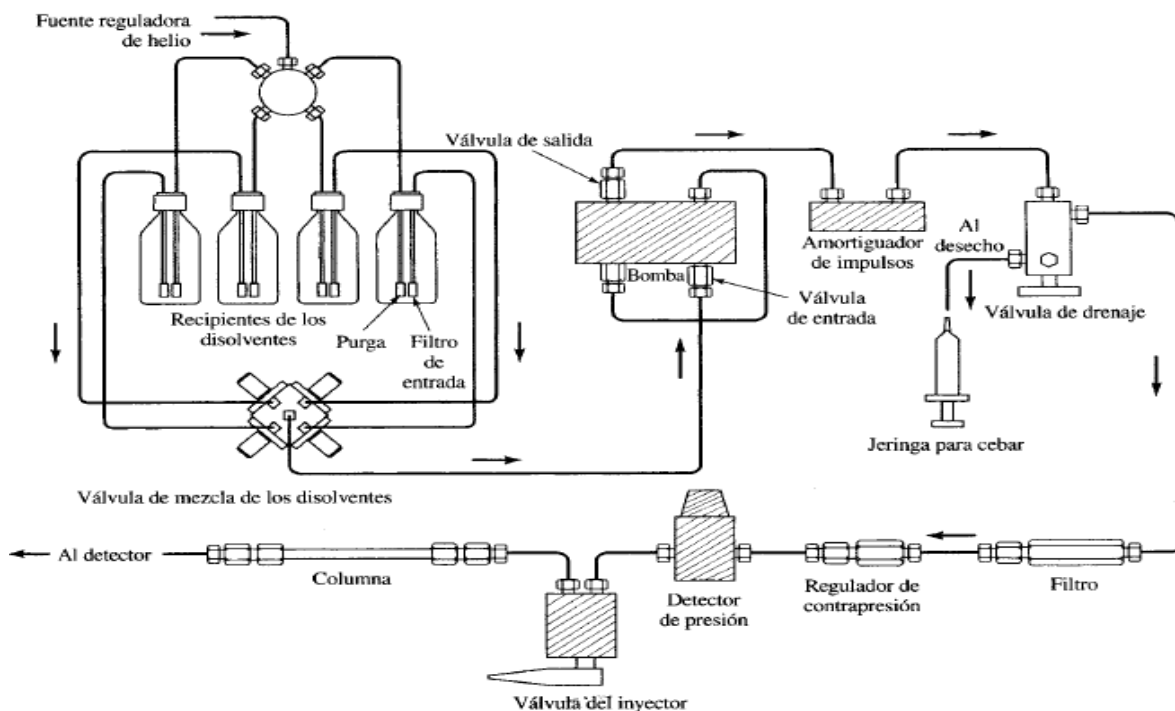 Fuente reguladora
de helio
Válvula de salida
Al
desecho
Amortiguador
de impulsos
Bomba
Válvula
de entrada
Válvula de drenaje
Recipientes de los
disolventes
Purga
Filtro
de
entrada
Jeringa para cebar
Válvula de mezcla de los disolventes
Al detector
Columna
Detector
de presión
Regulador de
contrapresión
Filtro
Válvula del inyector